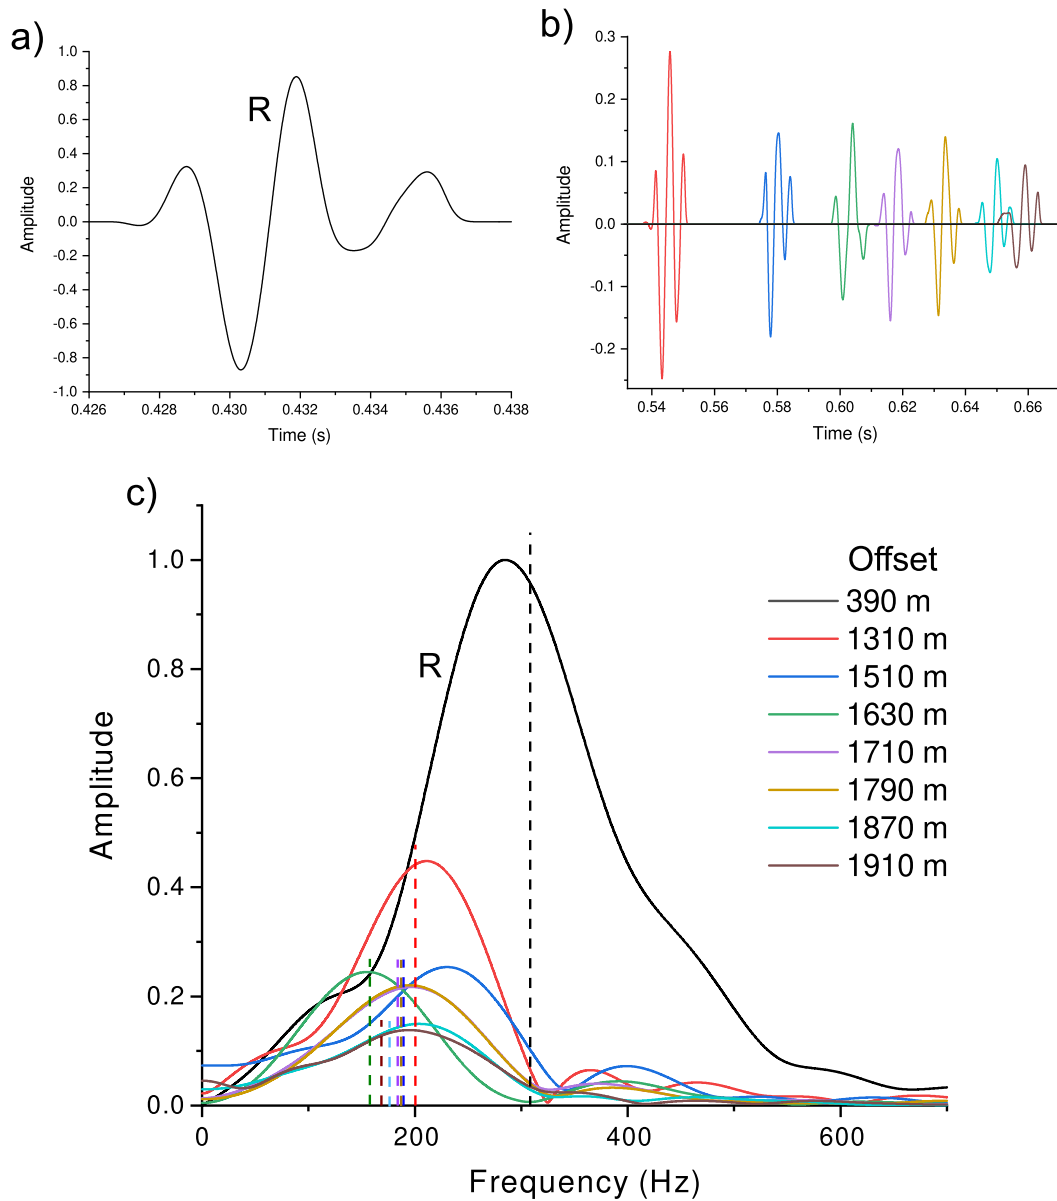 a)
R
1.0
0.8
0.6
0.4
0.2
0.0
-0.2
-0.4
-0.6
-0.8
-1.0
Amplitude
0.426 0.428 0.430 0.432 0.434 0.436 0.438
Time (s)
b)
0.3
0.2
0.1
0.0
-0.1
-0.2
Amplitude
0.54 0.56 0.58 0.60 0.62 0.64 0.66
Time (s)
c)
R
1.0
0.8
0.6
0.4
0.2
0.0
Amplitude
0 200 400 600
Frequency (Hz)
Offset
390 m
1310 m
1510 m
1630 m
1710 m
1790 m
1870 m
1910 m